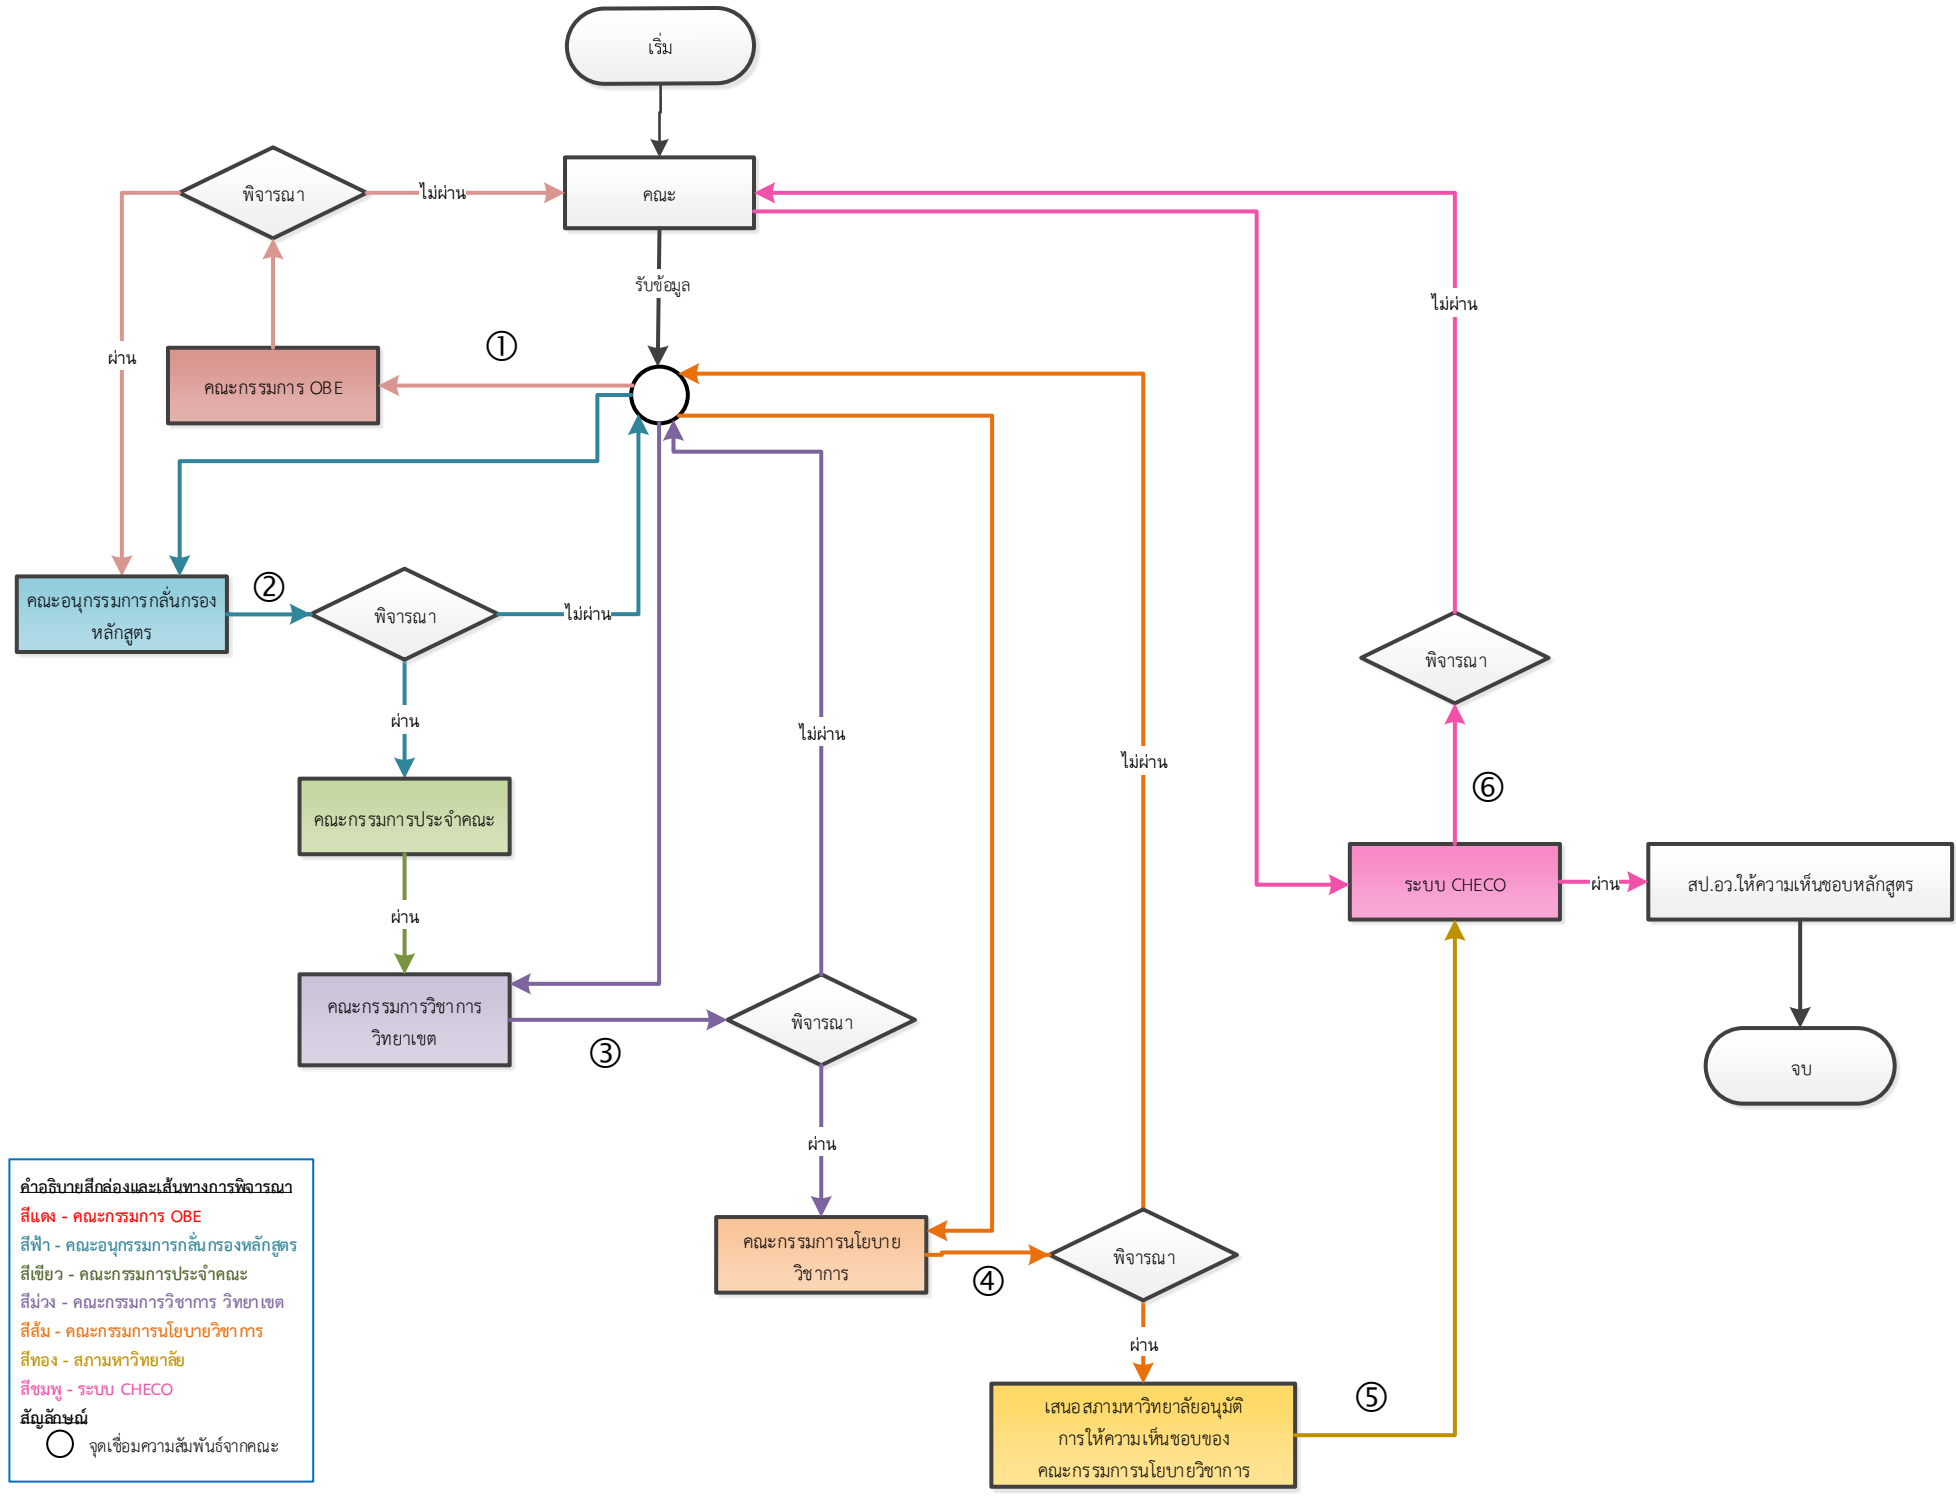 เริ่ม
พิจารณา
ไม่ผ่าน
คณะ
รับข้อมูล
ไม่ผ่าน
ผ่าน
①
คณะกรรมการ OBE
②
คณะอนุกรรมการกลั่นกรอง
หลักสูตร
พิจารณา
ไม่ผ่าน
พิจารณา
ผ่าน
ไม่ผ่าน
ไม่ผ่าน
⑥
คณะกรรมการประจำคณะ
ระบบ CHECO
ผ่าน
สป.อว.ให้ความเห็นชอบหลักสูตร
ผ่าน
คณะกรรมการวิชาการ
วิทยาเขต
③
พิจารณา
จบ
ผ่าน
คณะกรรมการนโยบาย
วิชาการ
④
พิจารณา
ผ่าน
เสนอสภามหาวิทยาลัยอนุมัติ
การให้ความเห็นชอบของ
คณะกรรมการนโยบายวิชาการ
⑤
คำอธิบายสีกล่องและเส้นทางการพิจารณา
สีแดง - คณะกรรมการ OBE
สีฟ้า - คณะอนุกรรมการกลั่นกรองหลักสูตร
สีเขียว - คณะกรรมการประจำคณะ
สีม่วง - คณะกรรมการวิชาการ วิทยาเขต
สีส้ม - คณะกรรมการนโยบายวิชาการ
สีทอง - สภามหาวิทยาลัย
สีชมพู - ระบบ CHECO
สัญลักษณ์
จุดเชื่อมความสัมพันธ์จากคณะ